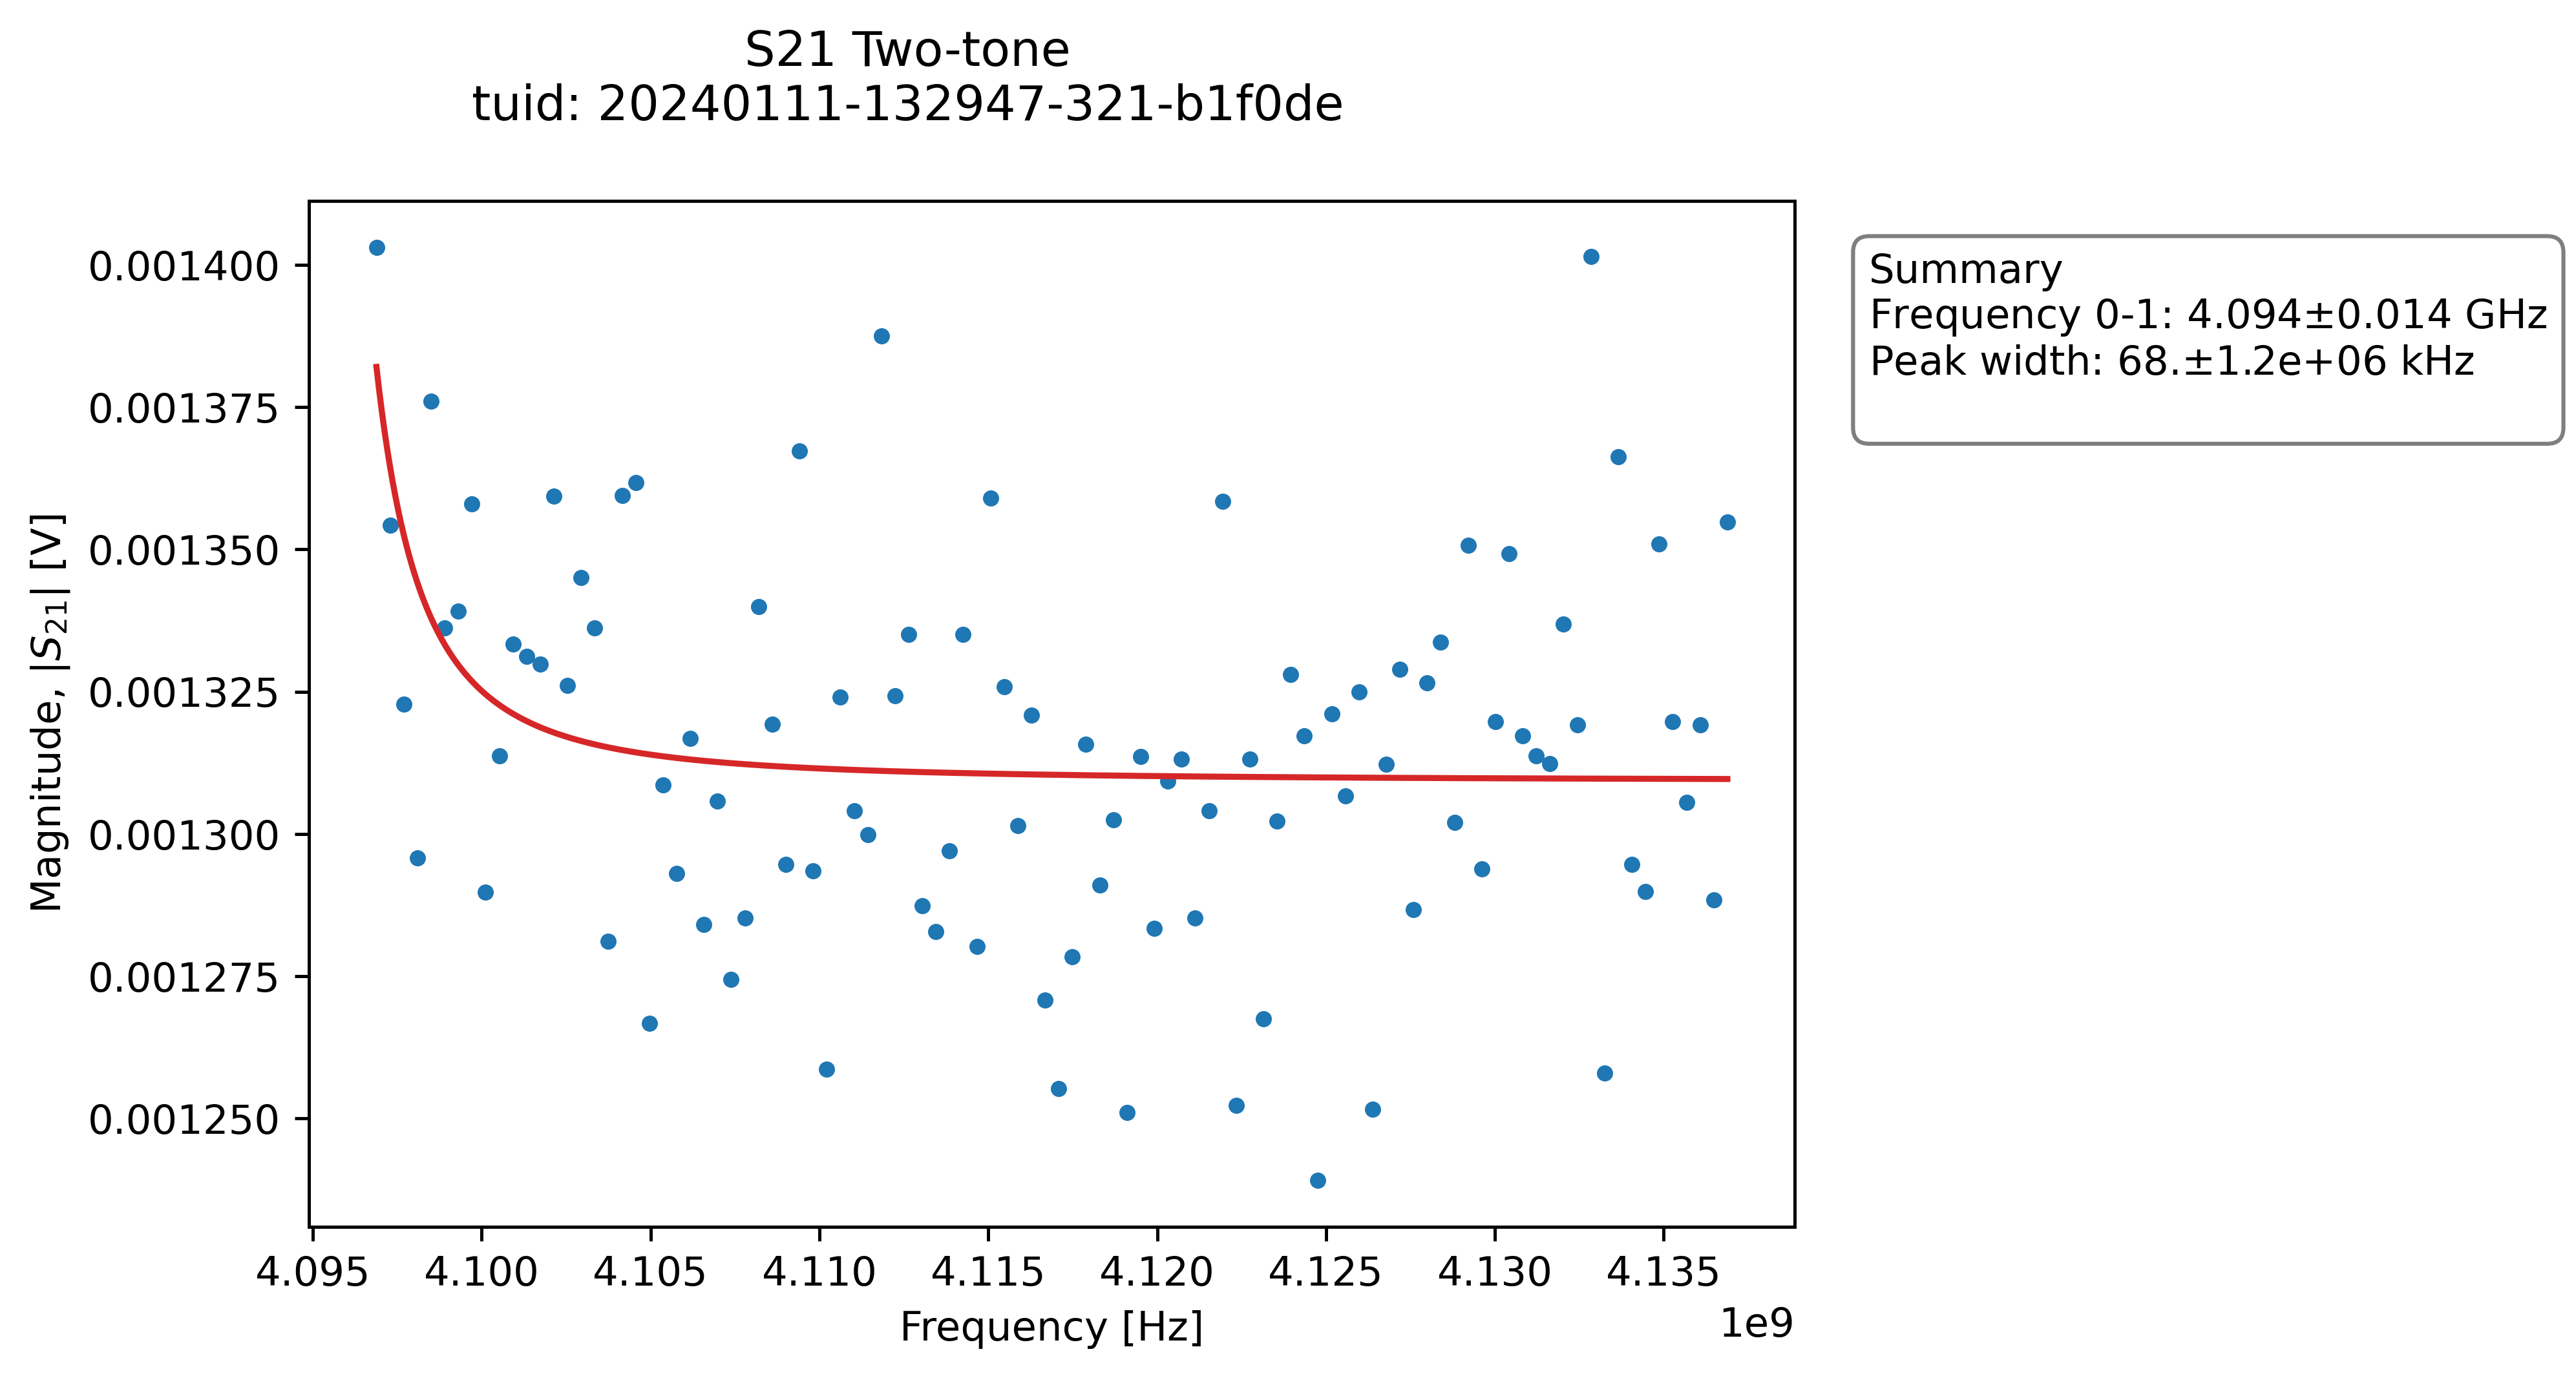 S21 Two-tone
tuid: 20240111-132947-321-b1f0de
0.001400
0.001375
0.001350
0.001325
0.001300
0.001275
0.001250
Magnitude, |S21| [V]
4.095 4.100 4.105 4.110 4.115 4.120 4.125 4.130 4.135
1e9
Frequency [Hz]
Summary
Frequency 0-1: 4.094±0.014 GHz
Peak width: 68.±1.2e+06 kHz